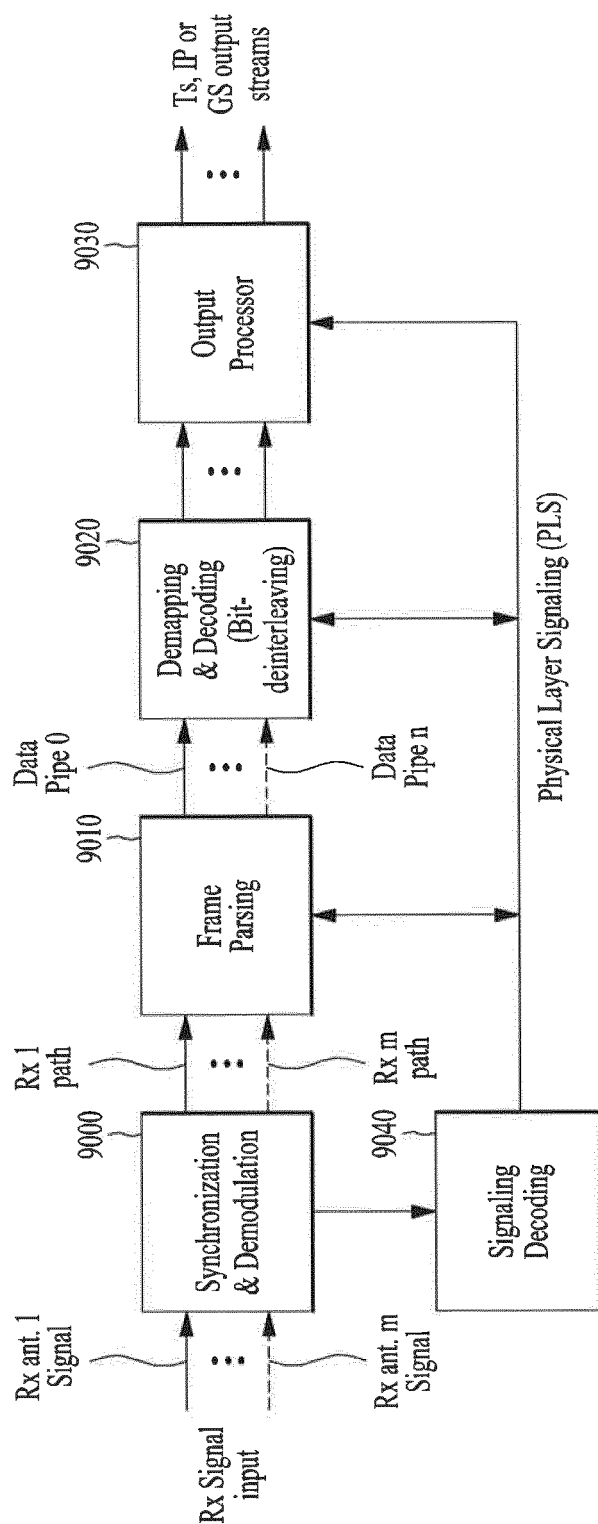 Rx Signal
input
Rx ant. 1
Signal
Rx ant. m
Signal
9000
Synchronization
& Demodulation
Rx 1
path
Rx m
path
9010
Frame
Parsing
Data
Pipe 0
Data
Pipe n
9020
Demapping
& Decoding
(Bit-
deinterleaving)
9030
Output
Processor
Ts, IP or
GS output
streams
9040
Signaling
Decoding
Physical Layer Signaling (PLS)